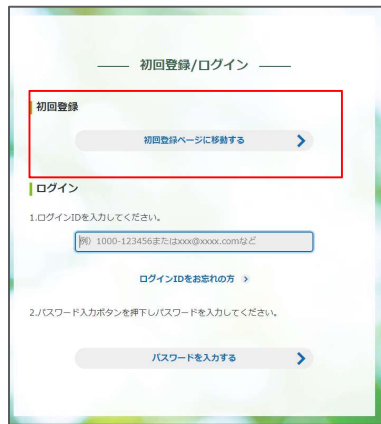 初回登録/ログイン
初回登録
初回登録ページに移動する
ログイン
1.ログインIDを入力してください。
例）1000-123456またはxxx@xxxx.comなど
ログインIDをお忘れの方
2.パスワード入力ボタンを押下しパスワードを入力してください。
パスワードを入力する